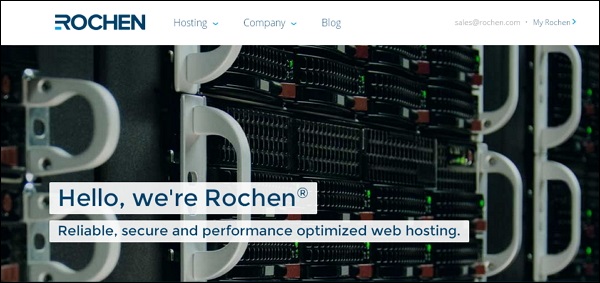 ROCHEN
Hosting Company Blog sales@rochen.com • My Rochen
Hello, we're Rochen®
Reliable, secure and performance optimized web hosting.